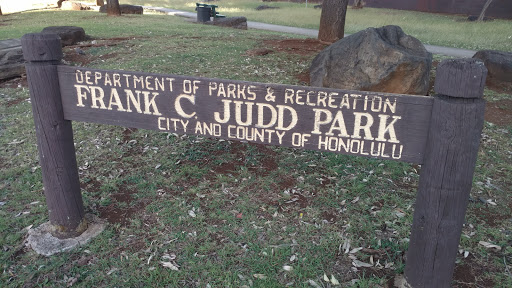 DEPARTMENT OF PARKS & RECREATION
FRANK C. JUDD PARK
CITY AND COUNTY OF HONOLULU